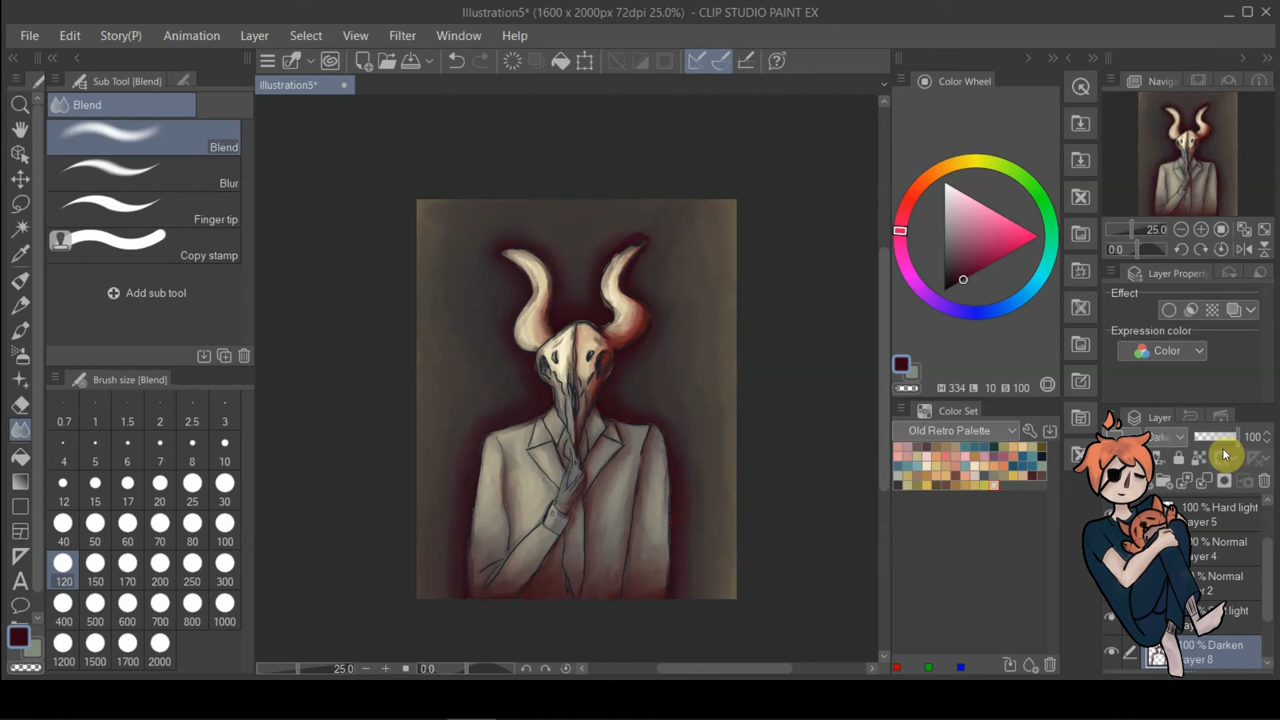 Illustration5* (1600 x 2000px 72dpi 25.0%) - CLIP STUDIO PAINT EX
File Edit Story(P) Animation Layer Select View Filter Window Help
Sub Tool [Blend]
Illustration5*
Color Wheel
Blend
Blend
Blur
Finger tip
Copy stamp
Add sub tool
25.0
0.0
Layer Property
Effect
Expression color
Color
Brush size [Blend]
0.7 1 1.5 2 2.5 3
4 5 6 7 8 10
12 15 17 20 25 30
40 50 60 70 80 100
120 150 170 200 250 300
400 500 600 700 800 1000
1200 1500 1700 2000
H 334 L 10 S 100
Color Set
Old Retro Palette
Layer
100
100 % Hard light
Layer 5
% Normal
4
% Normal
2
light
100 % Darken
Layer 8
25.0
0.0